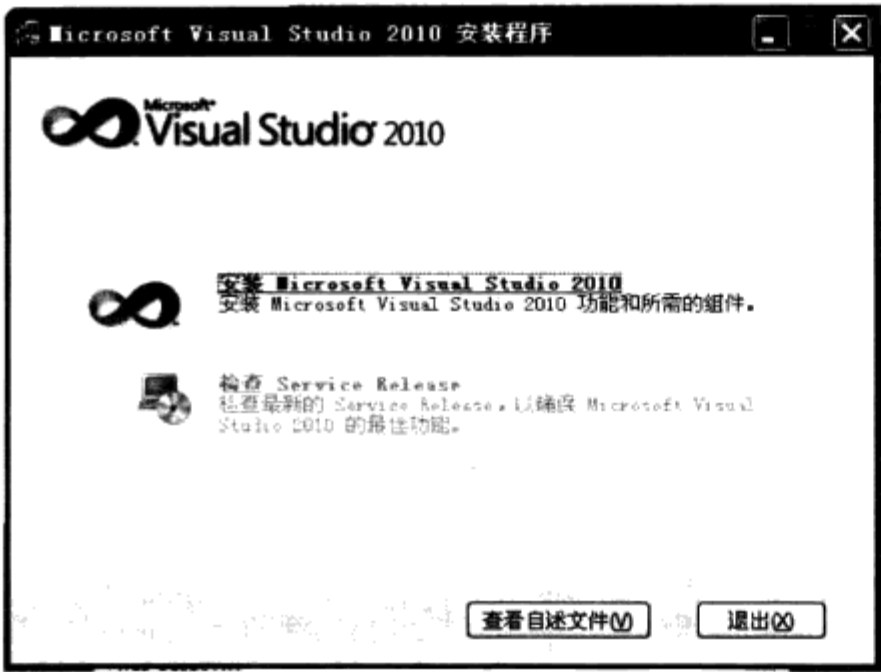 Microsoft Visual Studio 2010 安装程序
Microsoft®
Visual Studio 2010
安装 Microsoft Visual Studio 2010
安装 Microsoft Visual Studio 2010 功能和所需的组件。
检查 Service Release
检查最新的 Service Release，以确保 Microsoft Visual
Studio 2010 的最佳功能。
查看自述文件(V)
退出(X)